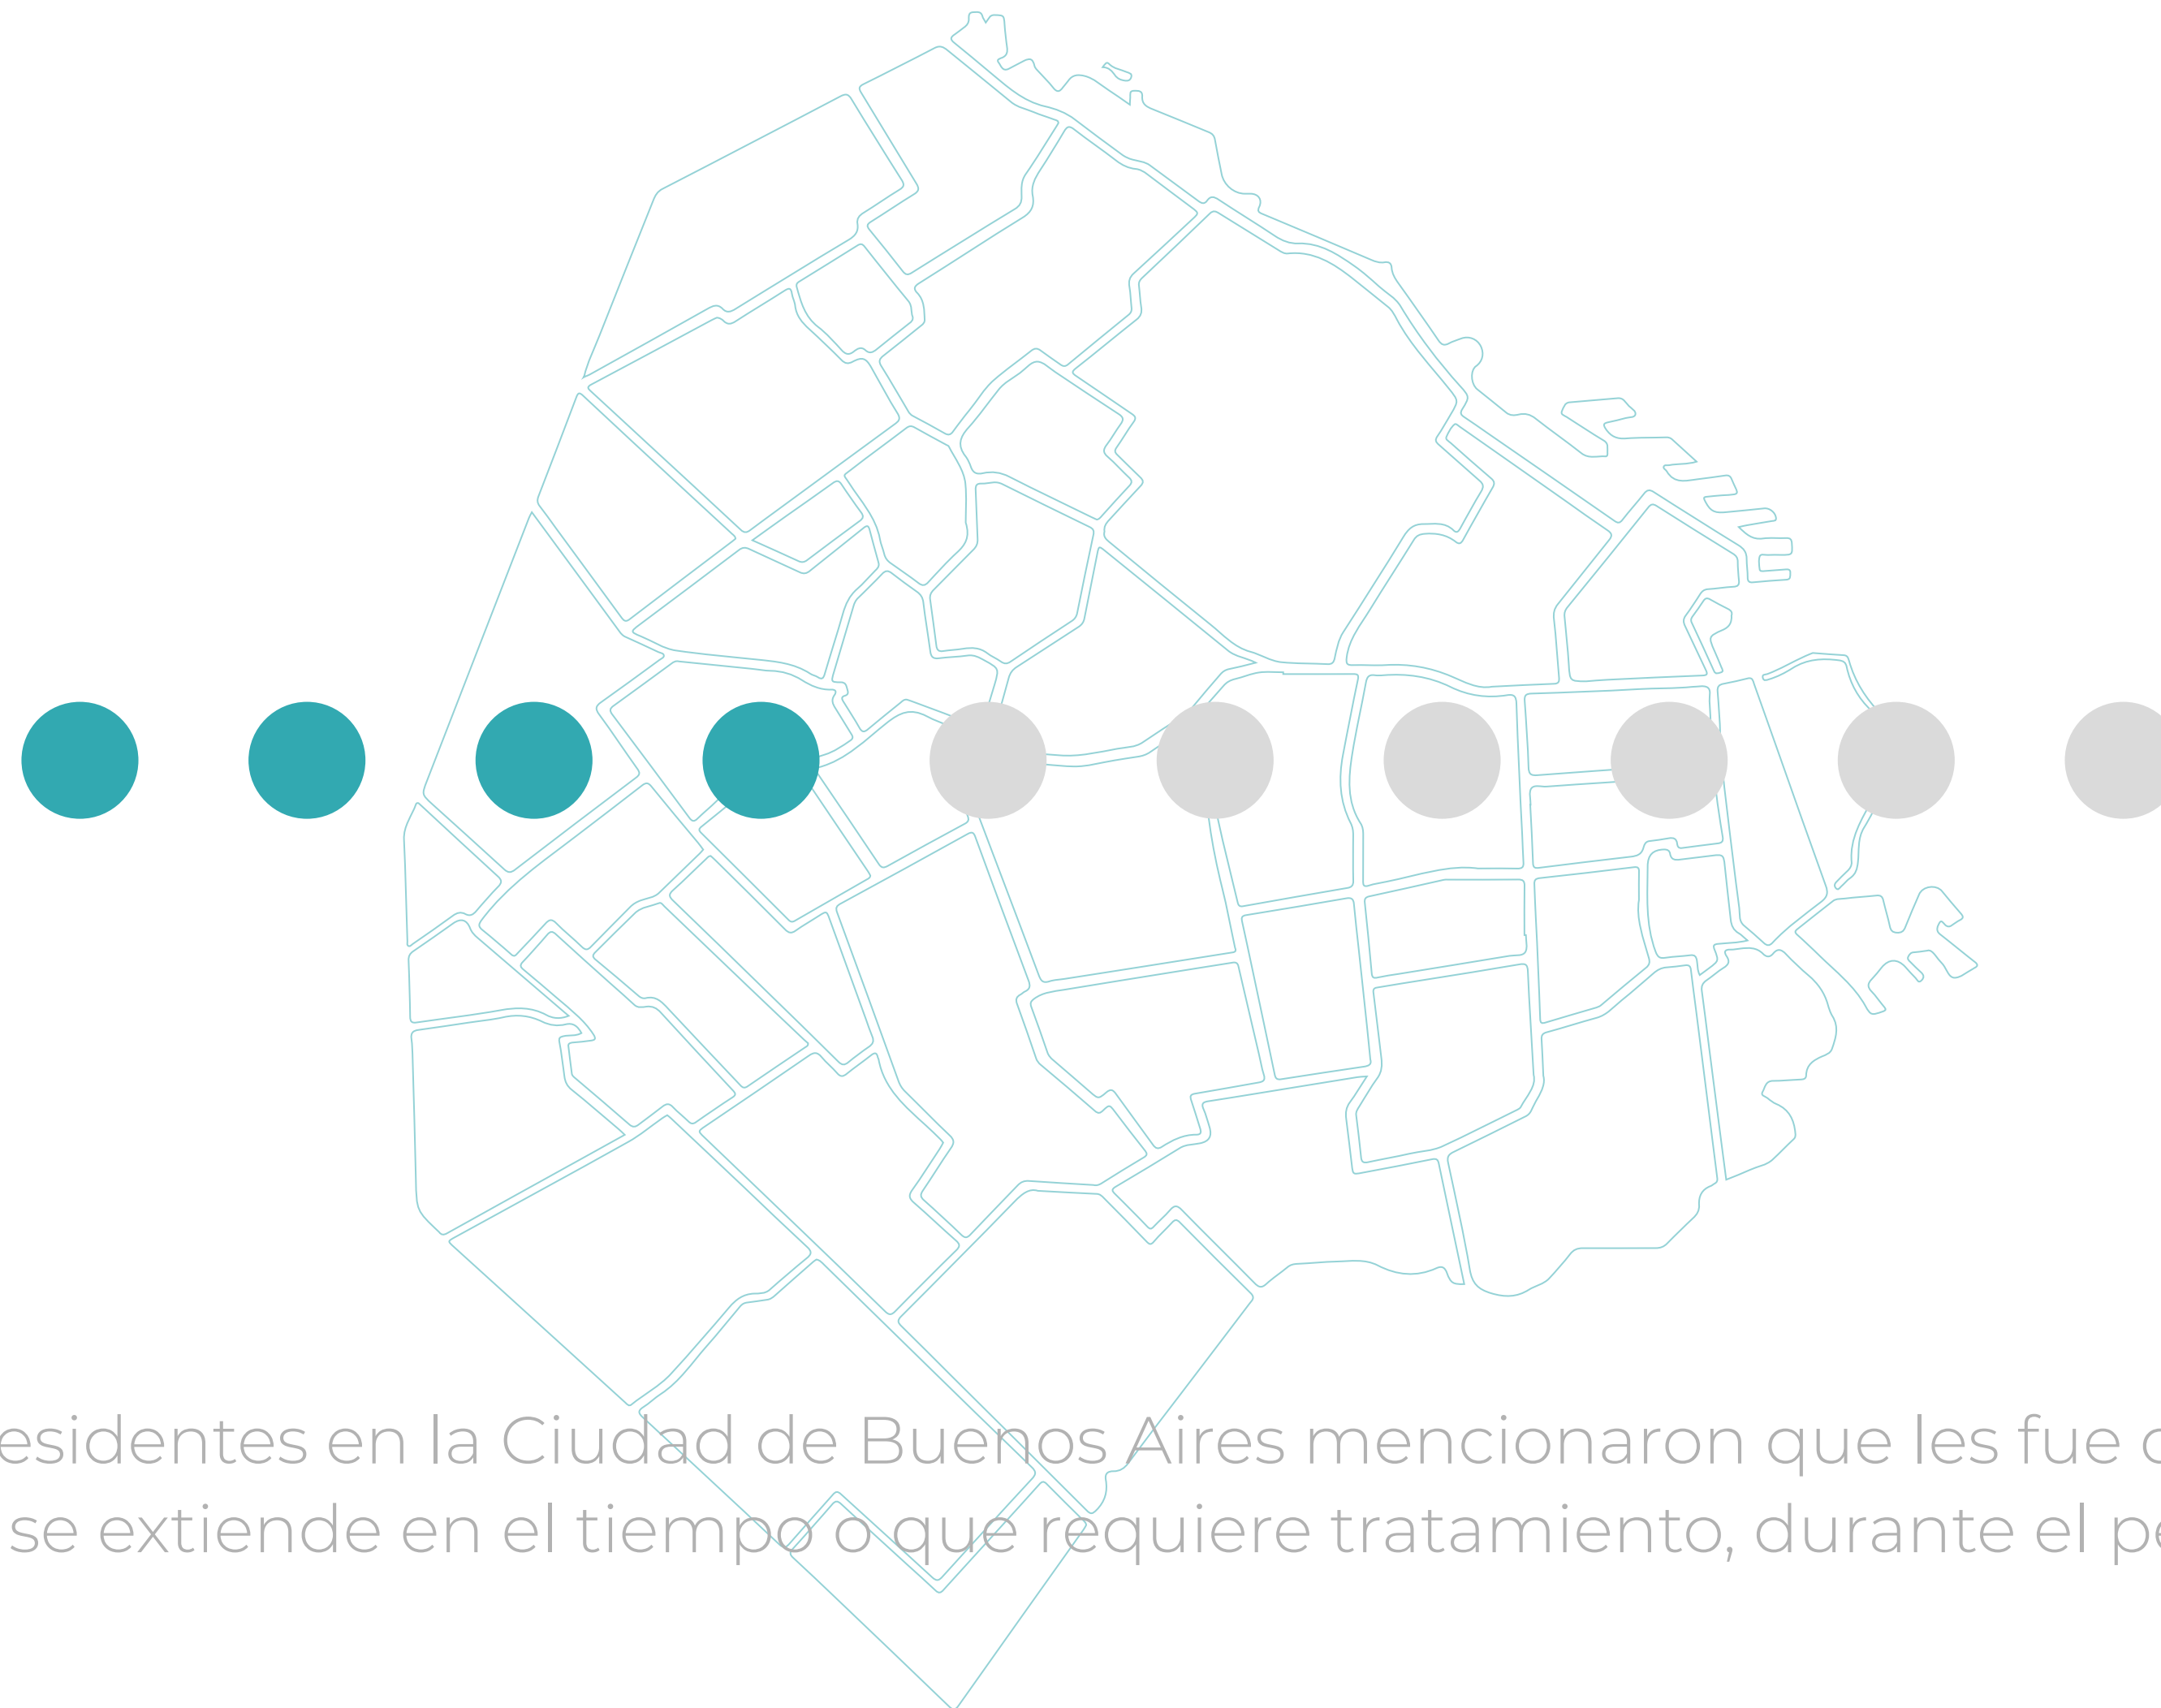 esidentes en la Ciudad de Buenos Aires mencionaron que les fue
se extiende en el tiempo o que requiere tratamiento, durante el